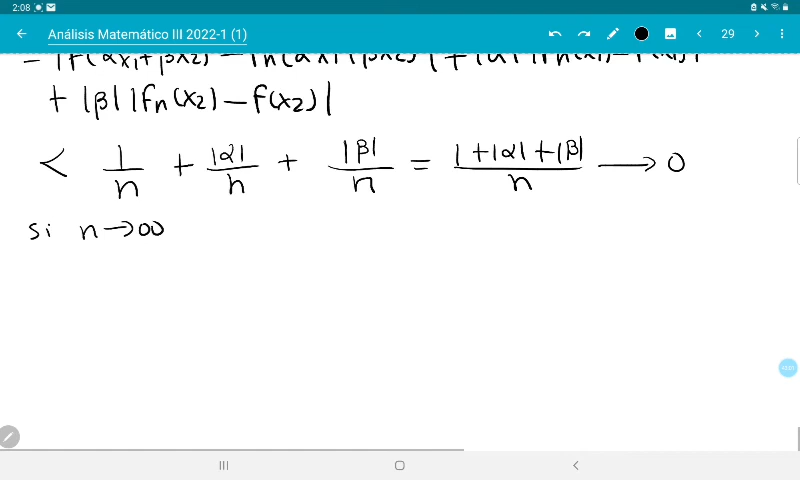 2:08
Análisis Matemático III 2022-1 (1)
29
+ |β| |fn(x2) − f(x2)|
< 1/n + |α|/n + |β|/n = 1+|α|+|β|/n ⟶ 0
si n→∞